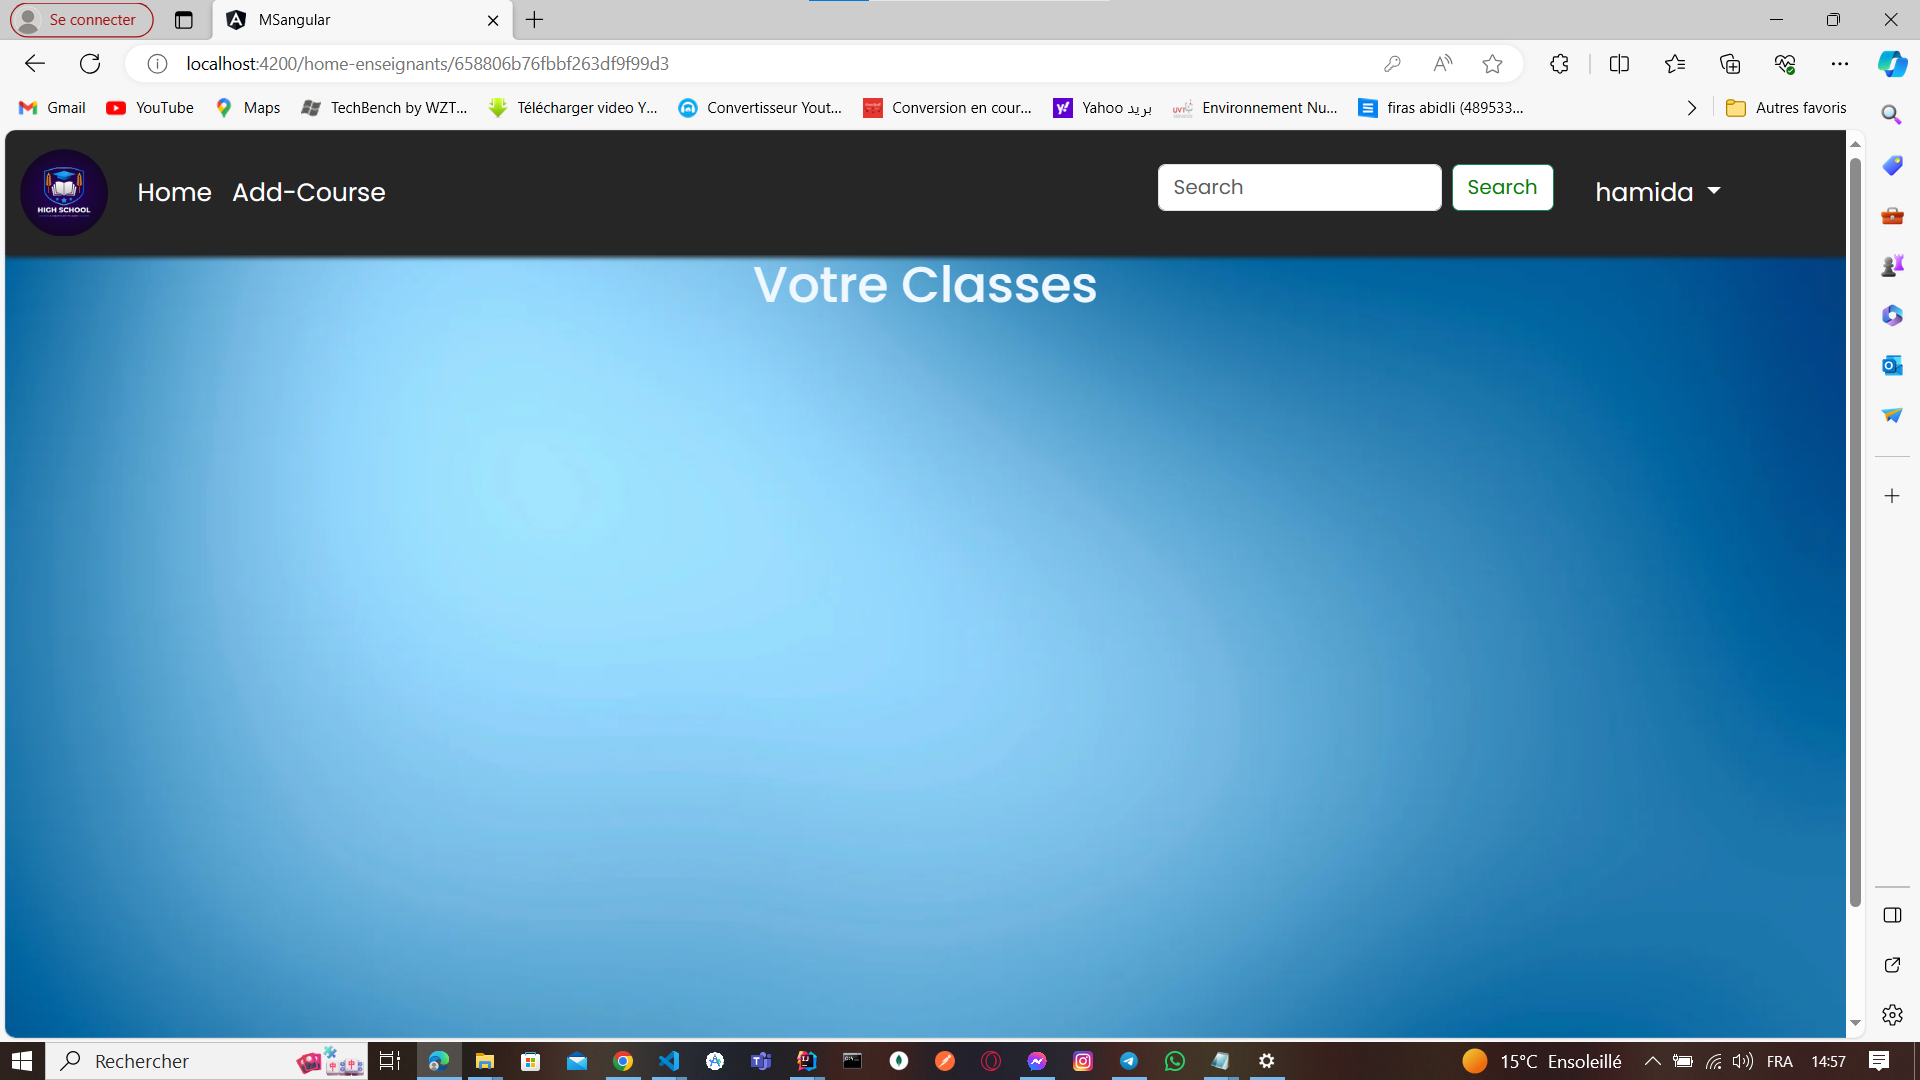 Se connecter
MSangular
localhost:4200/home-enseignants/658806b76fbbf263df9f99d3
Gmail
YouTube
Maps
TechBench by WZT...
Télécharger video Y...
Convertisseur Yout...
Conversion en cour...
Yahoo بريد
Environnement Nu...
firas abidli (489533...
Autres favoris
HIGH SCHOOL
Home
Add-Course
Search
Search
hamida
Votre Classes
Rechercher
15°C Ensoleillé
FRA
14:57